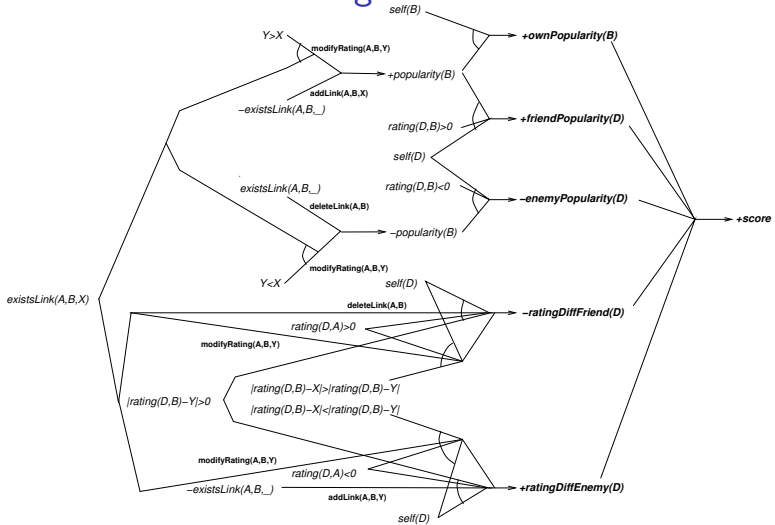 self(B)
Y>X
modifyRating(A,B,Y)
+ownPopularity(B)
+popularity(B)
addLink(A,B,X)
−existsLink(A,B,_)
rating(D,B)>0
+friendPopularity(D)
self(D)
existsLink(A,B,_)
rating(D,B)<0
deleteLink(A,B)
−enemyPopularity(D)
+score
−popularity(B)
modifyRating(A,B,Y)
Y<X
self(D)
existsLink(A,B,X)
deleteLink(A,B)
rating(D,A)>0
−ratingDiffFriend(D)
modifyRating(A,B,Y)
|rating(D,B)−X|>|rating(D,B)−Y|
|rating(D,B)−Y|>0
|rating(D,B)−X|<|rating(D,B)−Y|
modifyRating(A,B,Y)
rating(D,A)<0
−existsLink(A,B,_)
addLink(A,B,Y)
+ratingDiffEnemy(D)
self(D)